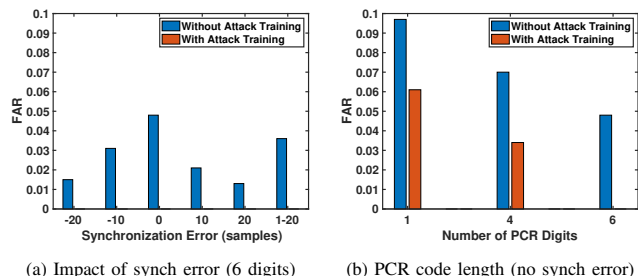 0.1
0.09
0.08
0.07
0.06
0.05
0.04
0.03
0.02
0.01
0
FAR
Without Attack Training
With Attack Training
-20 -10 0 10 20 1-20
Synchronization Error (samples)
(a) Impact of synch error (6 digits)
0.1
0.09
0.08
0.07
0.06
0.05
0.04
0.03
0.02
0.01
0
FAR
Without Attack Training
With Attack Training
1 4 6
Number of PCR Digits
(b) PCR code length (no synch error)